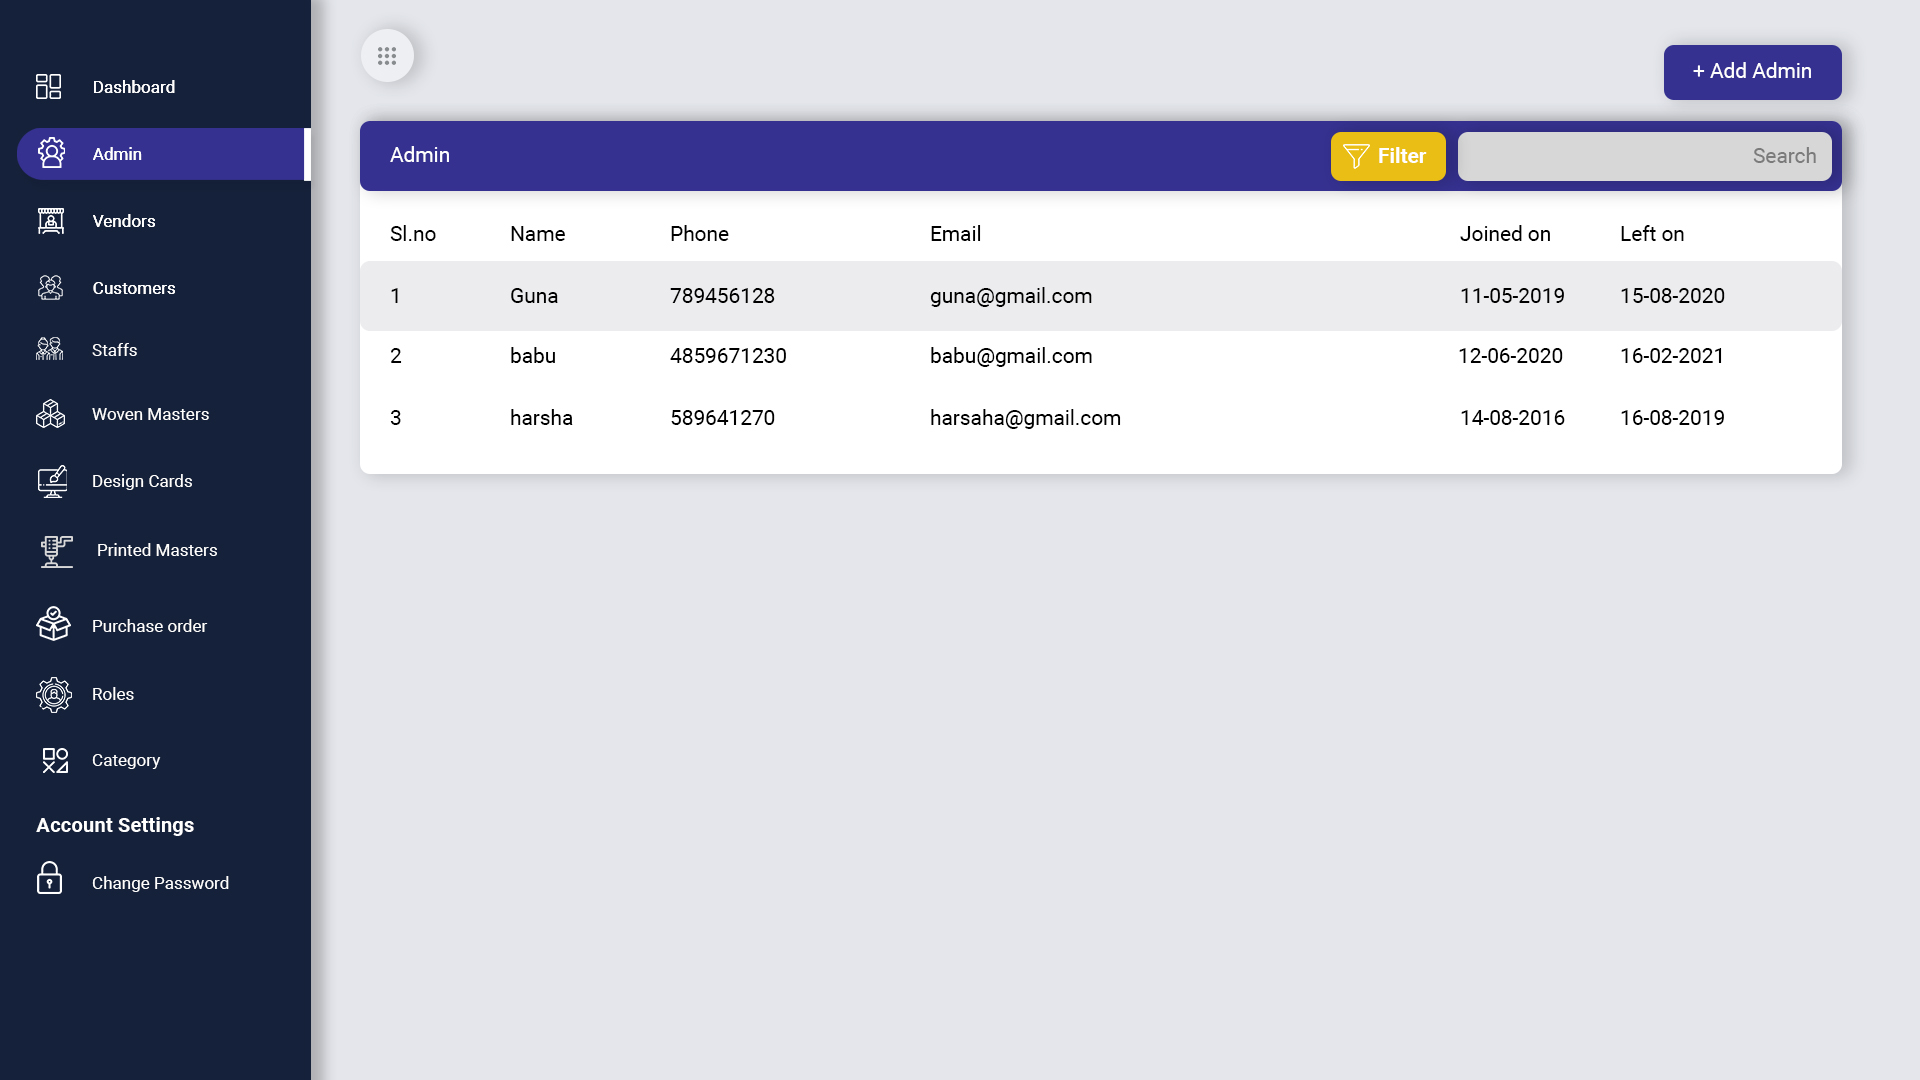 Dashboard
Admin
Vendors
Customers
Staffs
Woven Masters
Design Cards
Printed Masters
Purchase order
Roles
Category
Account Settings
Change Password
+ Add Admin
Admin
Filter
Search
Sl.no Name Phone Email Joined on Left on
1 Guna 789456128 guna@gmail.com 11-05-2019 15-08-2020
2 babu 4859671230 babu@gmail.com 12-06-2020 16-02-2021
3 harsha 589641270 harsaha@gmail.com 14-08-2016 16-08-2019